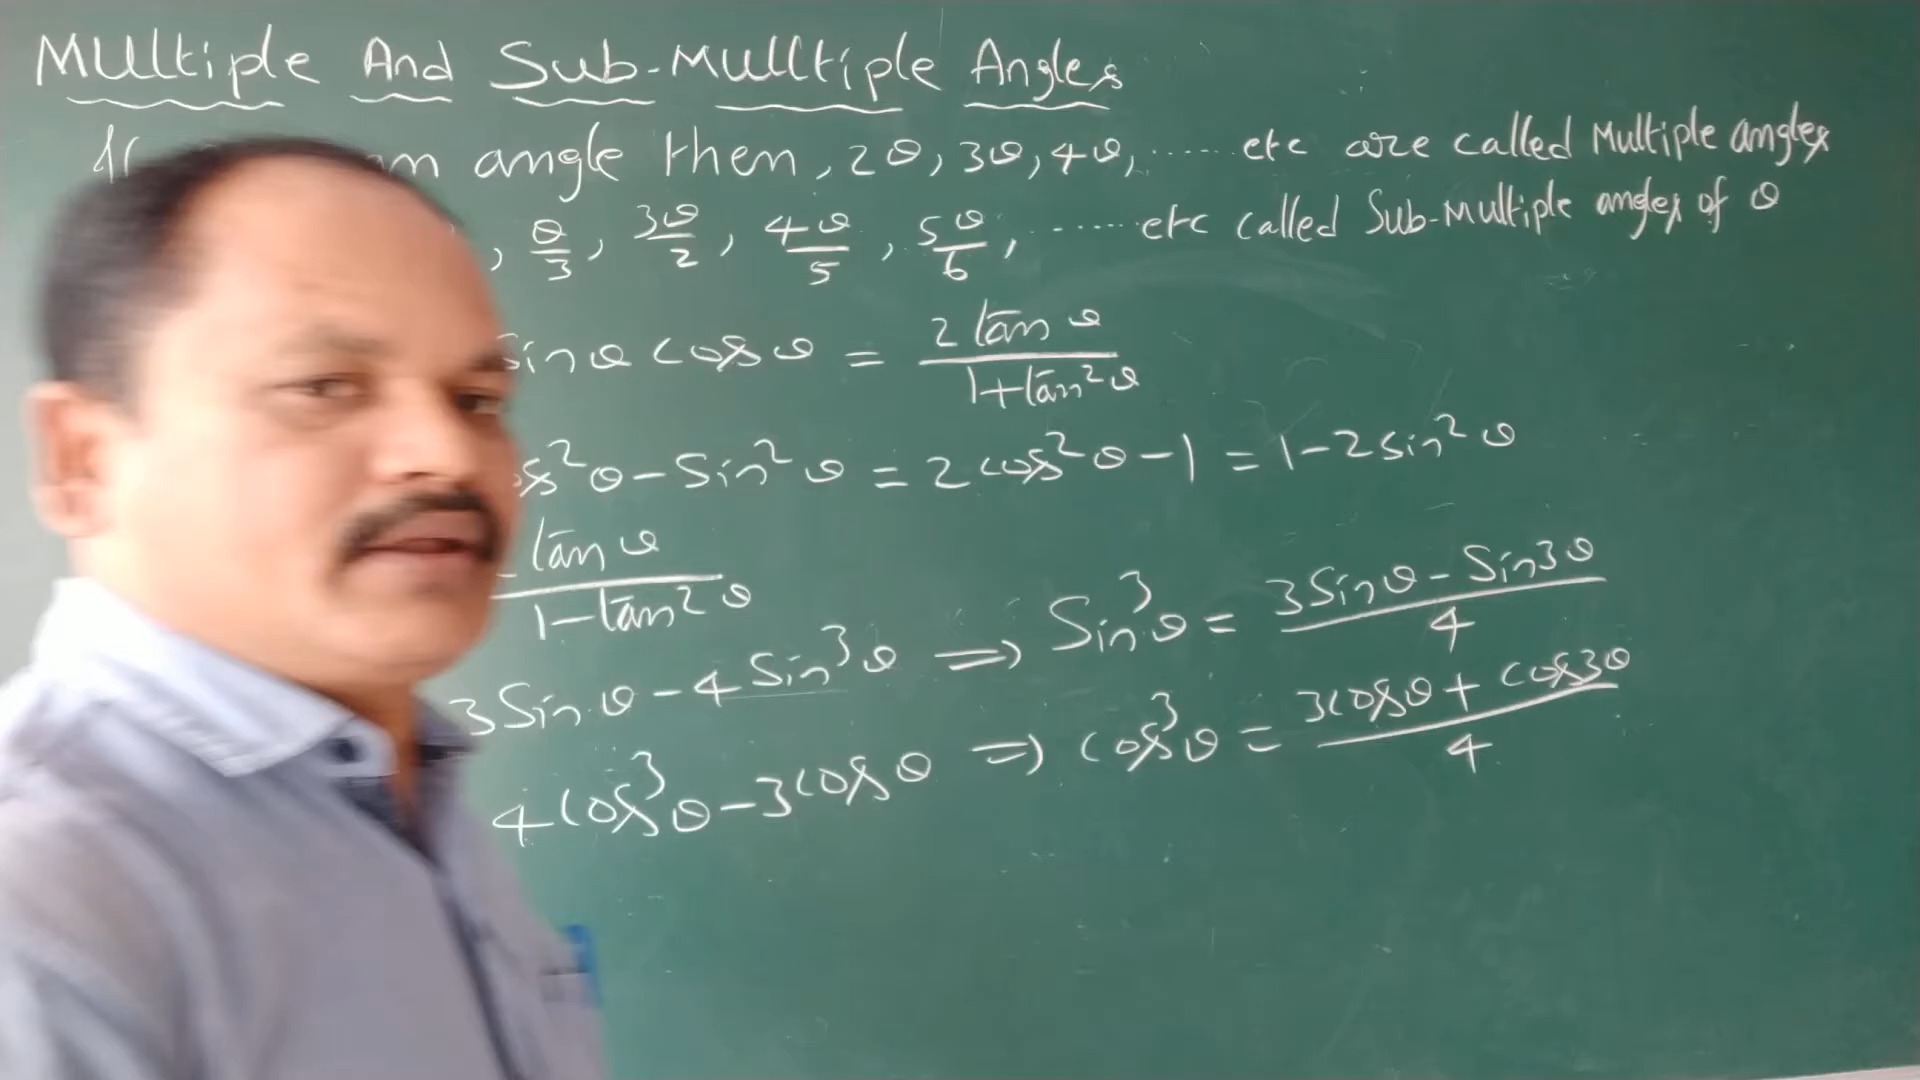 MUltiple And Sub-Mulltiple Angles
angle then, 2θ, 3θ, 4θ, ...... etc are called Multiple angles
, θ/3, 3θ/2, 4θ/5, 5θ/6, ...... etc called Sub-Multiple angles of θ
Sinθ cosθ = 2tanθ/1+tan²θ
os²θ - Sin²θ = 2cos²θ - 1 = 1 - 2sin²θ
tanθ/1-tan²θ
3Sinθ - 4Sin³θ => Sin³θ = 3Sinθ - Sin3θ/4
4cos³θ - 3cosθ => cos³θ = 3cosθ + cos3θ/4